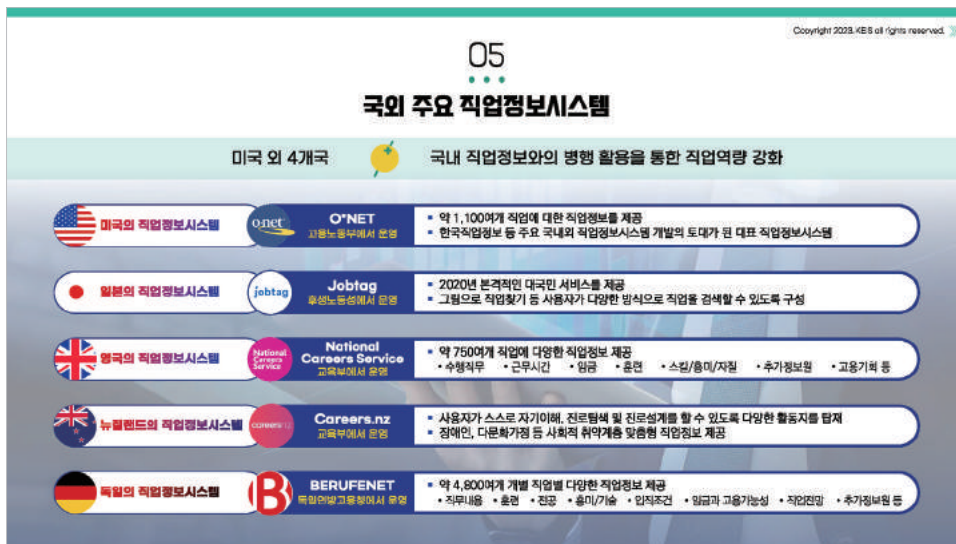 Copyright 2023. KEIS all rights reserved.
05
국외 주요 직업정보시스템
미국 외 4개국
국내 직업정보와의 병행 활용을 통한 직업역량 강화
미국의 직업정보시스템
o·net
O*NET
고용노동부에서 운영
약 1,100여개 직업에 대한 직업정보를 제공
한국직업정보 등 주요 국내외 직업정보시스템 개발의 토대가 된 대표 직업정보시스템
일본의 직업정보시스템
jobtag
Jobtag
후생노동성에서 운영
2020년 본격적인 대국민 서비스를 제공
그림으로 직업찾기 등 사용자가 다양한 방식으로 직업을 검색할 수 있도록 구성
영국의 직업정보시스템
National
Careers
Service
National
Careers Service
교육부에서 운영
약 750여개 직업에 다양한 직업정보 제공
• 수행직무 • 근무시간 • 임금 • 훈련 • 스킬/흥미/자질 • 추가정보원 • 고용기회 등
뉴질랜드의 직업정보시스템
careers.nz
Careers.nz
교육부에서 운영
사용자가 스스로 자기이해, 진로탐색 및 진로설계를 할 수 있도록 다양한 활동지를 탑재
장애인, 다문화가정 등 사회적 취약계층 맞춤형 직업정보 제공
독일의 직업정보시스템
B
BERUFENET
독일연방고용청에서 운영
약 4,800여개 개별 직업별 다양한 직업정보 제공
• 직무내용 • 훈련 • 전공 • 흥미/기술 • 입직조건 • 임금과 고용가능성 • 직업전망 • 추가정보원 등